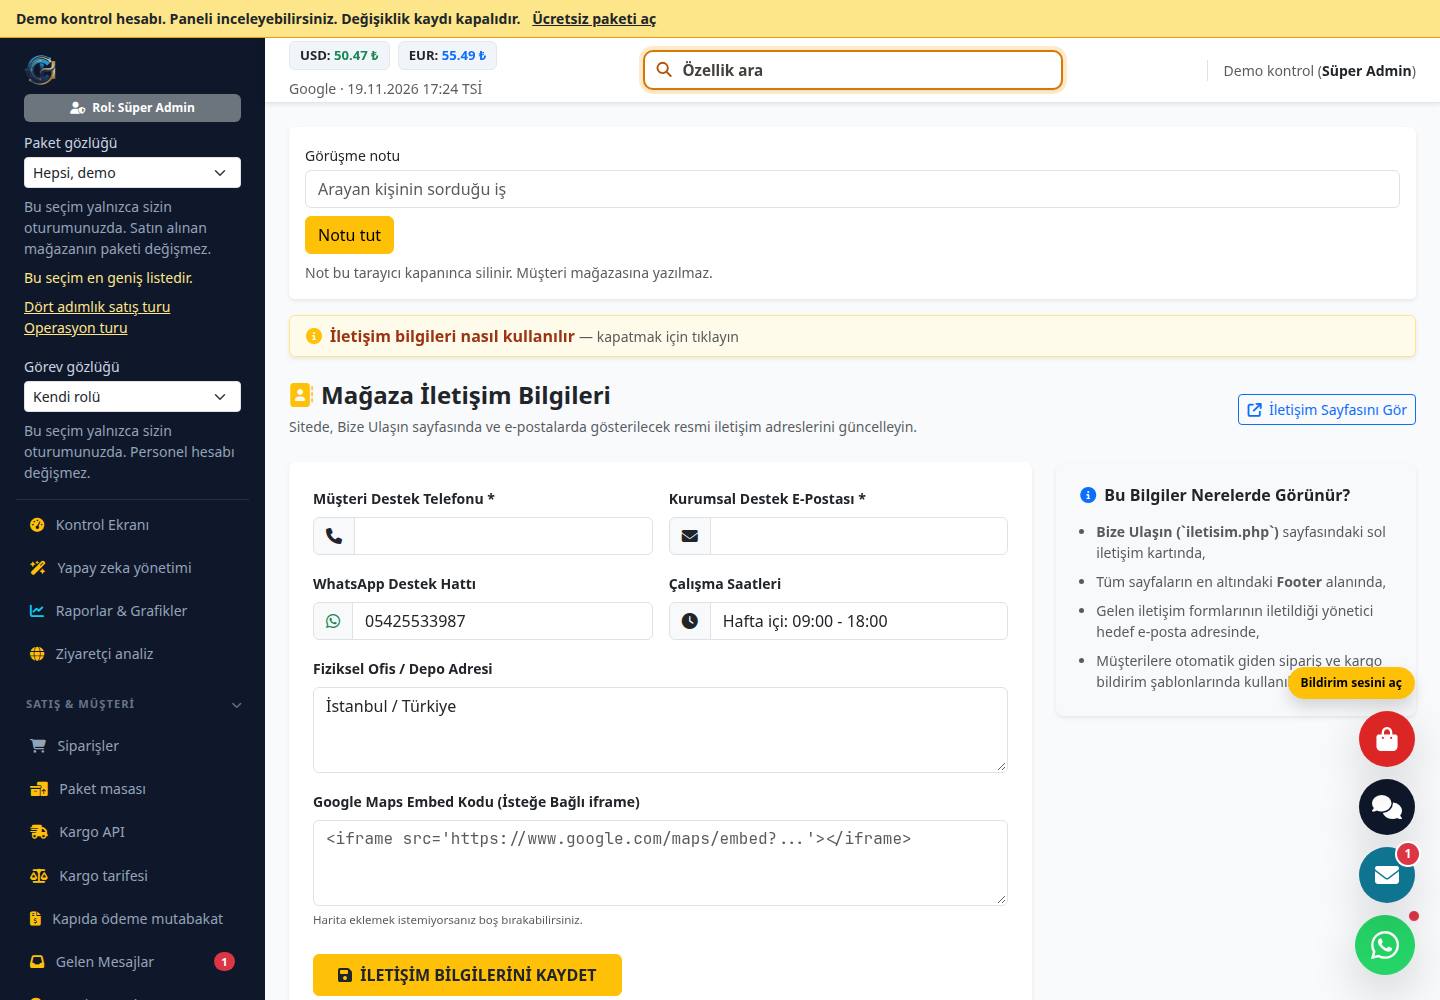 Demo kontrol hesabı. Paneli inceleyebilirsiniz. Değişiklik kaydı kapalıdır. Ücretsiz paketi aç
Rol: Süper Admin
Paket gözlüğü
Hepsi, demo
Bu seçim yalnızca sizin
oturumunuzda. Satın alınan
mağazanın paketi değişmez.
Bu seçim en geniş listedir.
Dört adımlık satış turu
Operasyon turu
Görev gözlüğü
Kendi rolü
Bu seçim yalnızca sizin
oturumunuzda. Personel hesabı
değişmez.
Kontrol Ekranı
Yapay zeka yönetimi
Raporlar & Grafikler
Ziyaretçi analiz
SATIŞ & MÜŞTERİ
Siparişler
Paket masası
Kargo API
Kargo tarifesi
Kapıda ödeme mutabakat
Gelen Mesajlar 1
USD: 50.47 ₺ EUR: 55.49 ₺
Google · 19.11.2026 17:24 TSİ
Özellik ara
Demo kontrol (Süper Admin)
Görüşme notu
Arayan kişinin sorduğu iş
Notu tut
Not bu tarayıcı kapanınca silinir. Müşteri mağazasına yazılmaz.
İletişim bilgileri nasıl kullanılır — kapatmak için tıklayın
Mağaza İletişim Bilgileri
Sitede, Bize Ulaşın sayfasında ve e-postalarda gösterilecek resmi iletişim adreslerini güncelleyin.
İletişim Sayfasını Gör
Müşteri Destek Telefonu *
Kurumsal Destek E-Postası *
WhatsApp Destek Hattı
05425533987
Çalışma Saatleri
Hafta içi: 09:00 - 18:00
Fiziksel Ofis / Depo Adresi
İstanbul / Türkiye
Google Maps Embed Kodu (İsteğe Bağlı iframe)
<iframe src='https://www.google.com/maps/embed?...'></iframe>
Harita eklemek istemiyorsanız boş bırakabilirsiniz.
İLETİŞİM BİLGİLERİNİ KAYDET
Bu Bilgiler Nerelerde Görünür?
Bize Ulaşın (`iletisim.php`) sayfasındaki sol
iletişim kartında,
Tüm sayfaların en altındaki Footer alanında,
Gelen iletişim formlarının iletildiği yönetici
hedef e-posta adresinde,
Müşterilere otomatik giden sipariş ve kargo
bildirim şablonlarında
Bildirim sesini aç
1